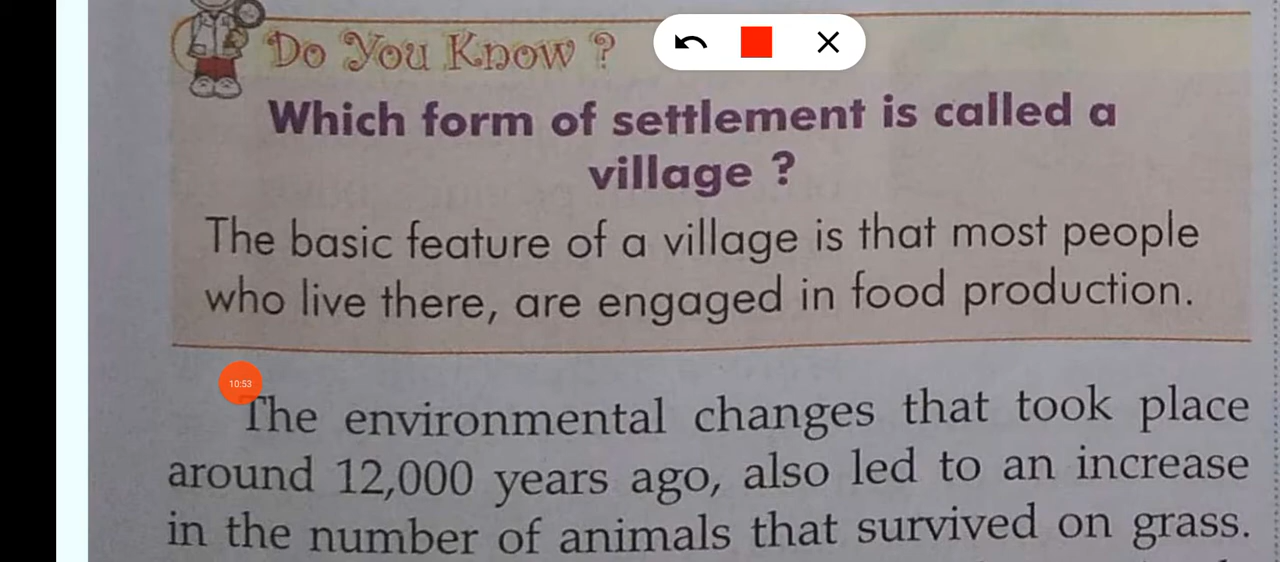 Do You Know ?
Which form of settlement is called a
village ?
The basic feature of a village is that most people
who live there, are engaged in food production.
10:53
The environmental changes that took place
around 12,000 years ago, also led to an increase
in the number of animals that survived on grass.